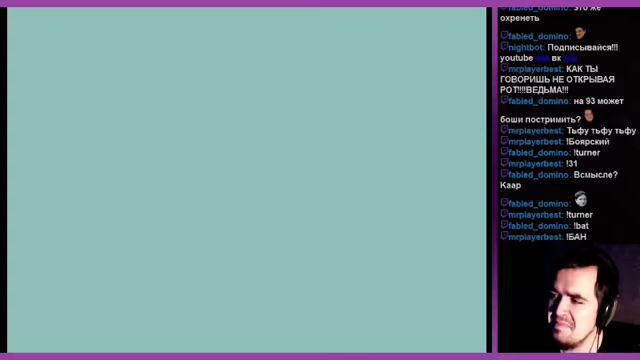 fabled_domino: это же
охренеть
fabled_domino:
nightbot: Подписывайся!!!
youtube вк
mrplayerbest: КАК ТЫ
ГОВОРИШЬ НЕ ОТКРЫВАЯ
РОТ!!!!ВЕДЬМА!!!
fabled_domino: на 93 может
боши постримить?
mrplayerbest: Тьфу тьфу тьфу
mrplayerbest: !Боярский
fabled_domino: !turner
mrplayerbest: !31
fabled_domino: Всмысле?
Kaap
fabled_domino:
mrplayerbest: !turner
fabled_domino: !bat
mrplayerbest: !БАН